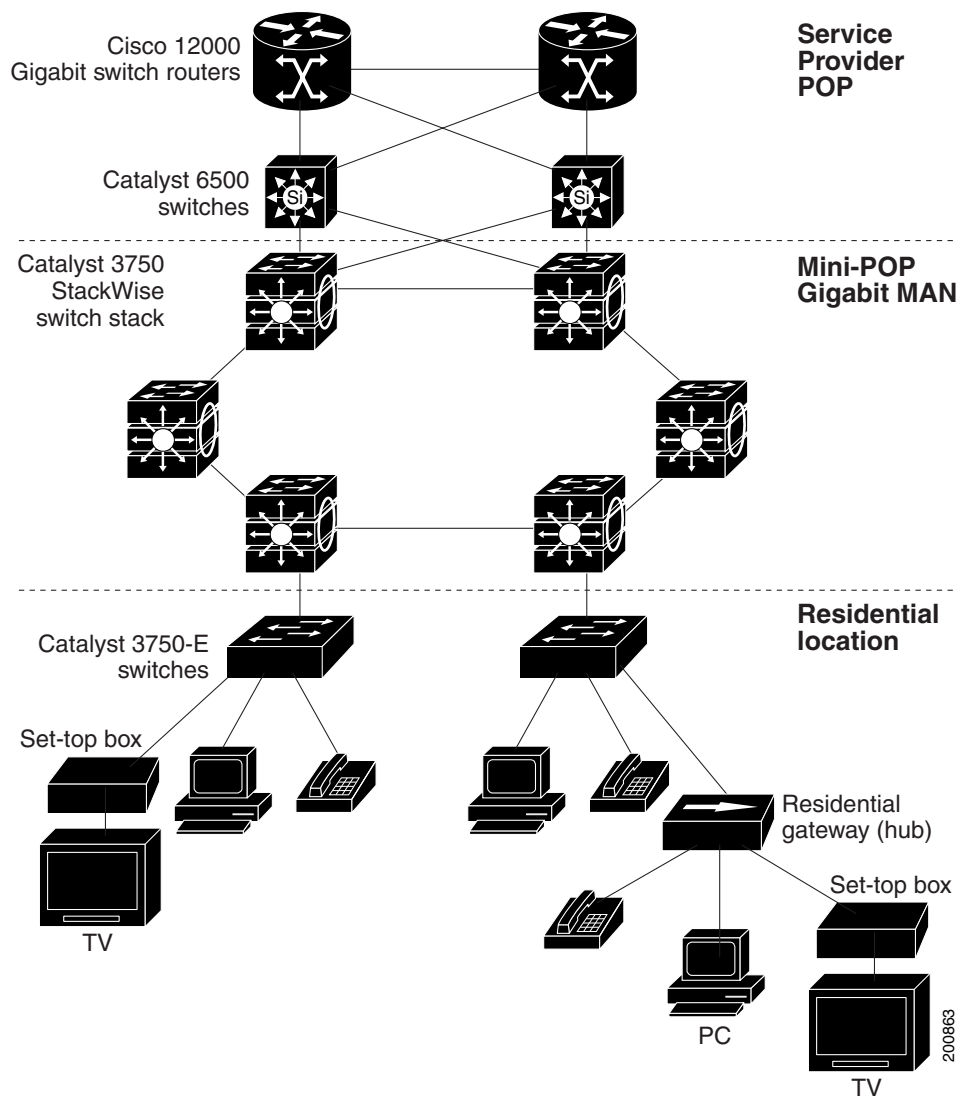 Cisco 12000
Gigabit switch routers
Service
Provider
POP
Catalyst 6500
switches
Si
Si
Catalyst 3750
StackWise
switch stack
Mini-POP
Gigabit MAN
Catalyst 3750-E
switches
Residential
location
Set-top box
TV
Residential
gateway (hub)
Set-top box
PC
TV
200863